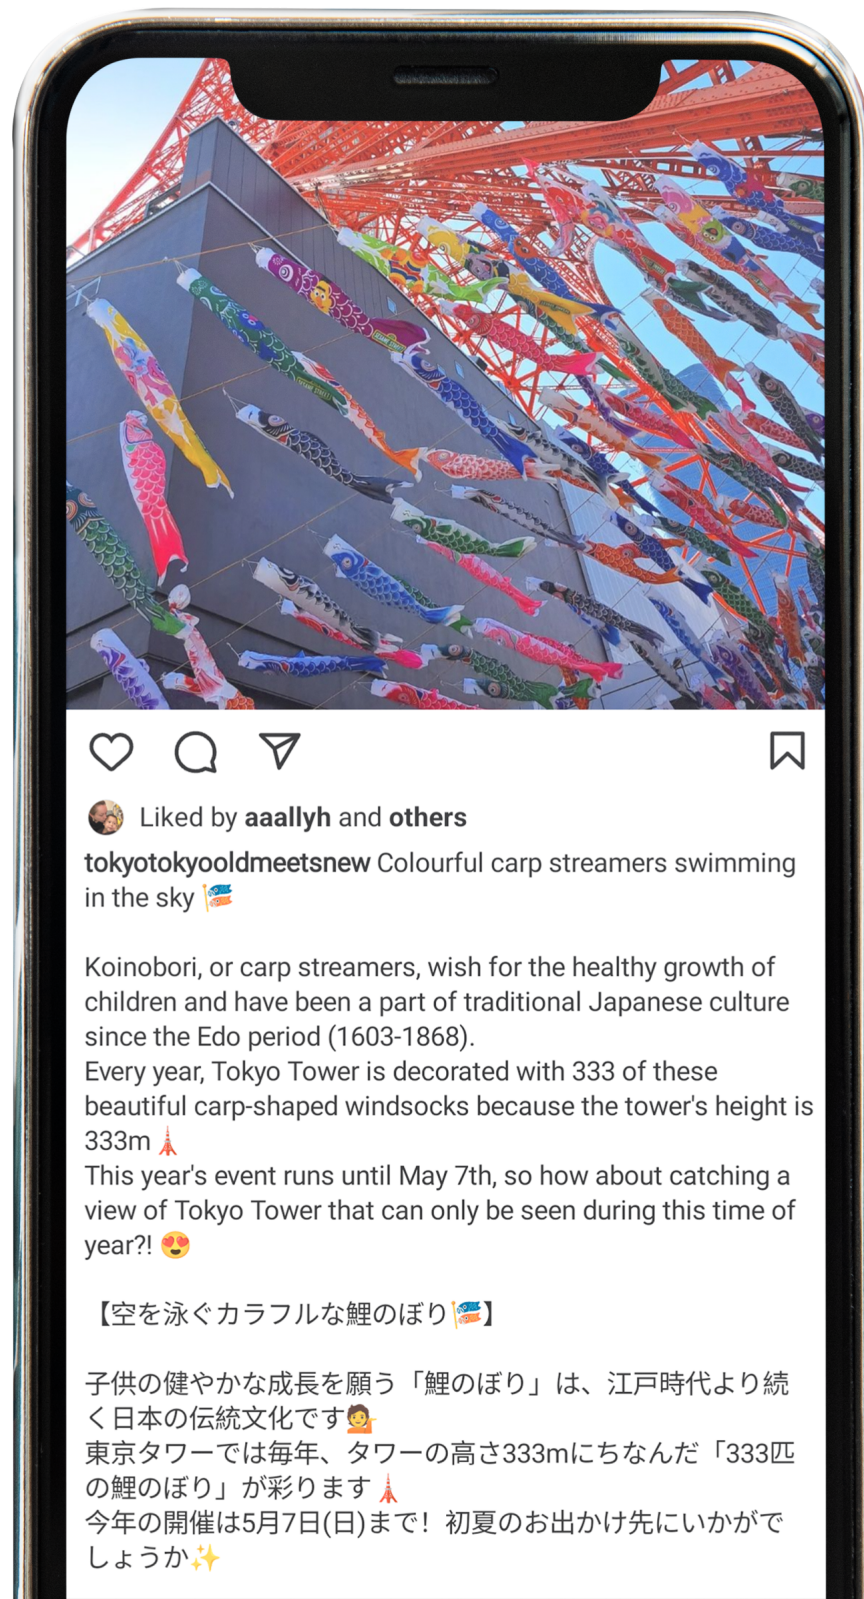 Liked by aaallyh and others
tokyotokyooldmeetsnew Colourful carp streamers swimming
in the sky 🎏
Koinobori, or carp streamers, wish for the healthy growth of
children and have been a part of traditional Japanese culture
since the Edo period (1603-1868).
Every year, Tokyo Tower is decorated with 333 of these
beautiful carp-shaped windsocks because the tower's height is
333m🗼
This year's event runs until May 7th, so how about catching a
view of Tokyo Tower that can only be seen during this time of
year?! 😍
【空を泳ぐカラフルな鯉のぼり🎏】
子供の健やかな成長を願う「鯉のぼり」は、江戸時代より続
く日本の伝統文化です💁
東京タワーでは毎年、タワーの高さ333mにちなんだ「333匹
の鯉のぼり」が彩ります🗼
今年の開催は5月7日(日)まで！初夏のお出かけ先にいかがで
しょうか✨